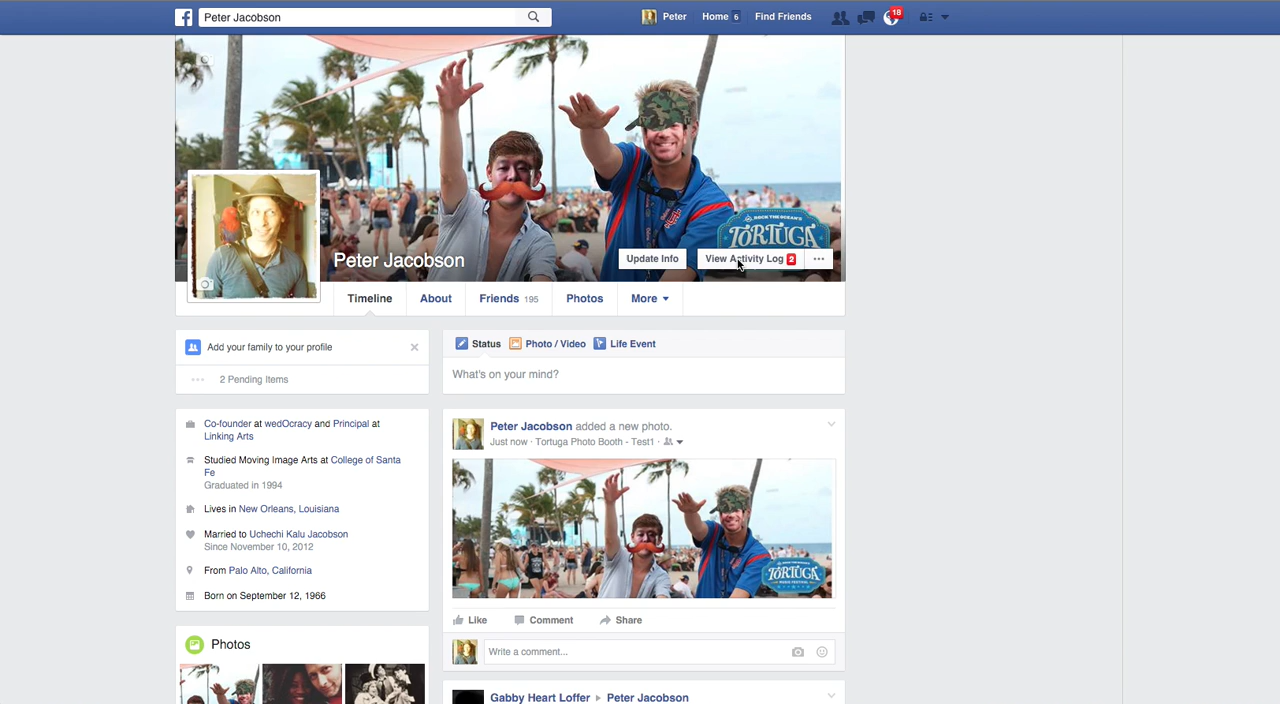 Peter Jacobson
Peter
Home 6
Find Friends
18
ROCK THE OCEAN'S
TORTUGA
Peter Jacobson
Update Info
View Activity Log 2
Timeline
About
Friends 195
Photos
More
Add your family to your profile
2 Pending Items
Status
Photo / Video
Life Event
What's on your mind?
Co-founder at wedOcracy and Principal at
Linking Arts
Studied Moving Image Arts at College of Santa
Fe
Graduated in 1994
Lives in New Orleans, Louisiana
Married to Uchechi Kalu Jacobson
Since November 10, 2012
From Palo Alto, California
Born on September 12, 1966
Photos
Peter Jacobson added a new photo.
Just now · Tortuga Photo Booth - Test1 ·
TORTUGA
MUSIC FESTIVAL
Like
Comment
Share
Write a comment...
Gabby Heart Loffer
Peter Jacobson